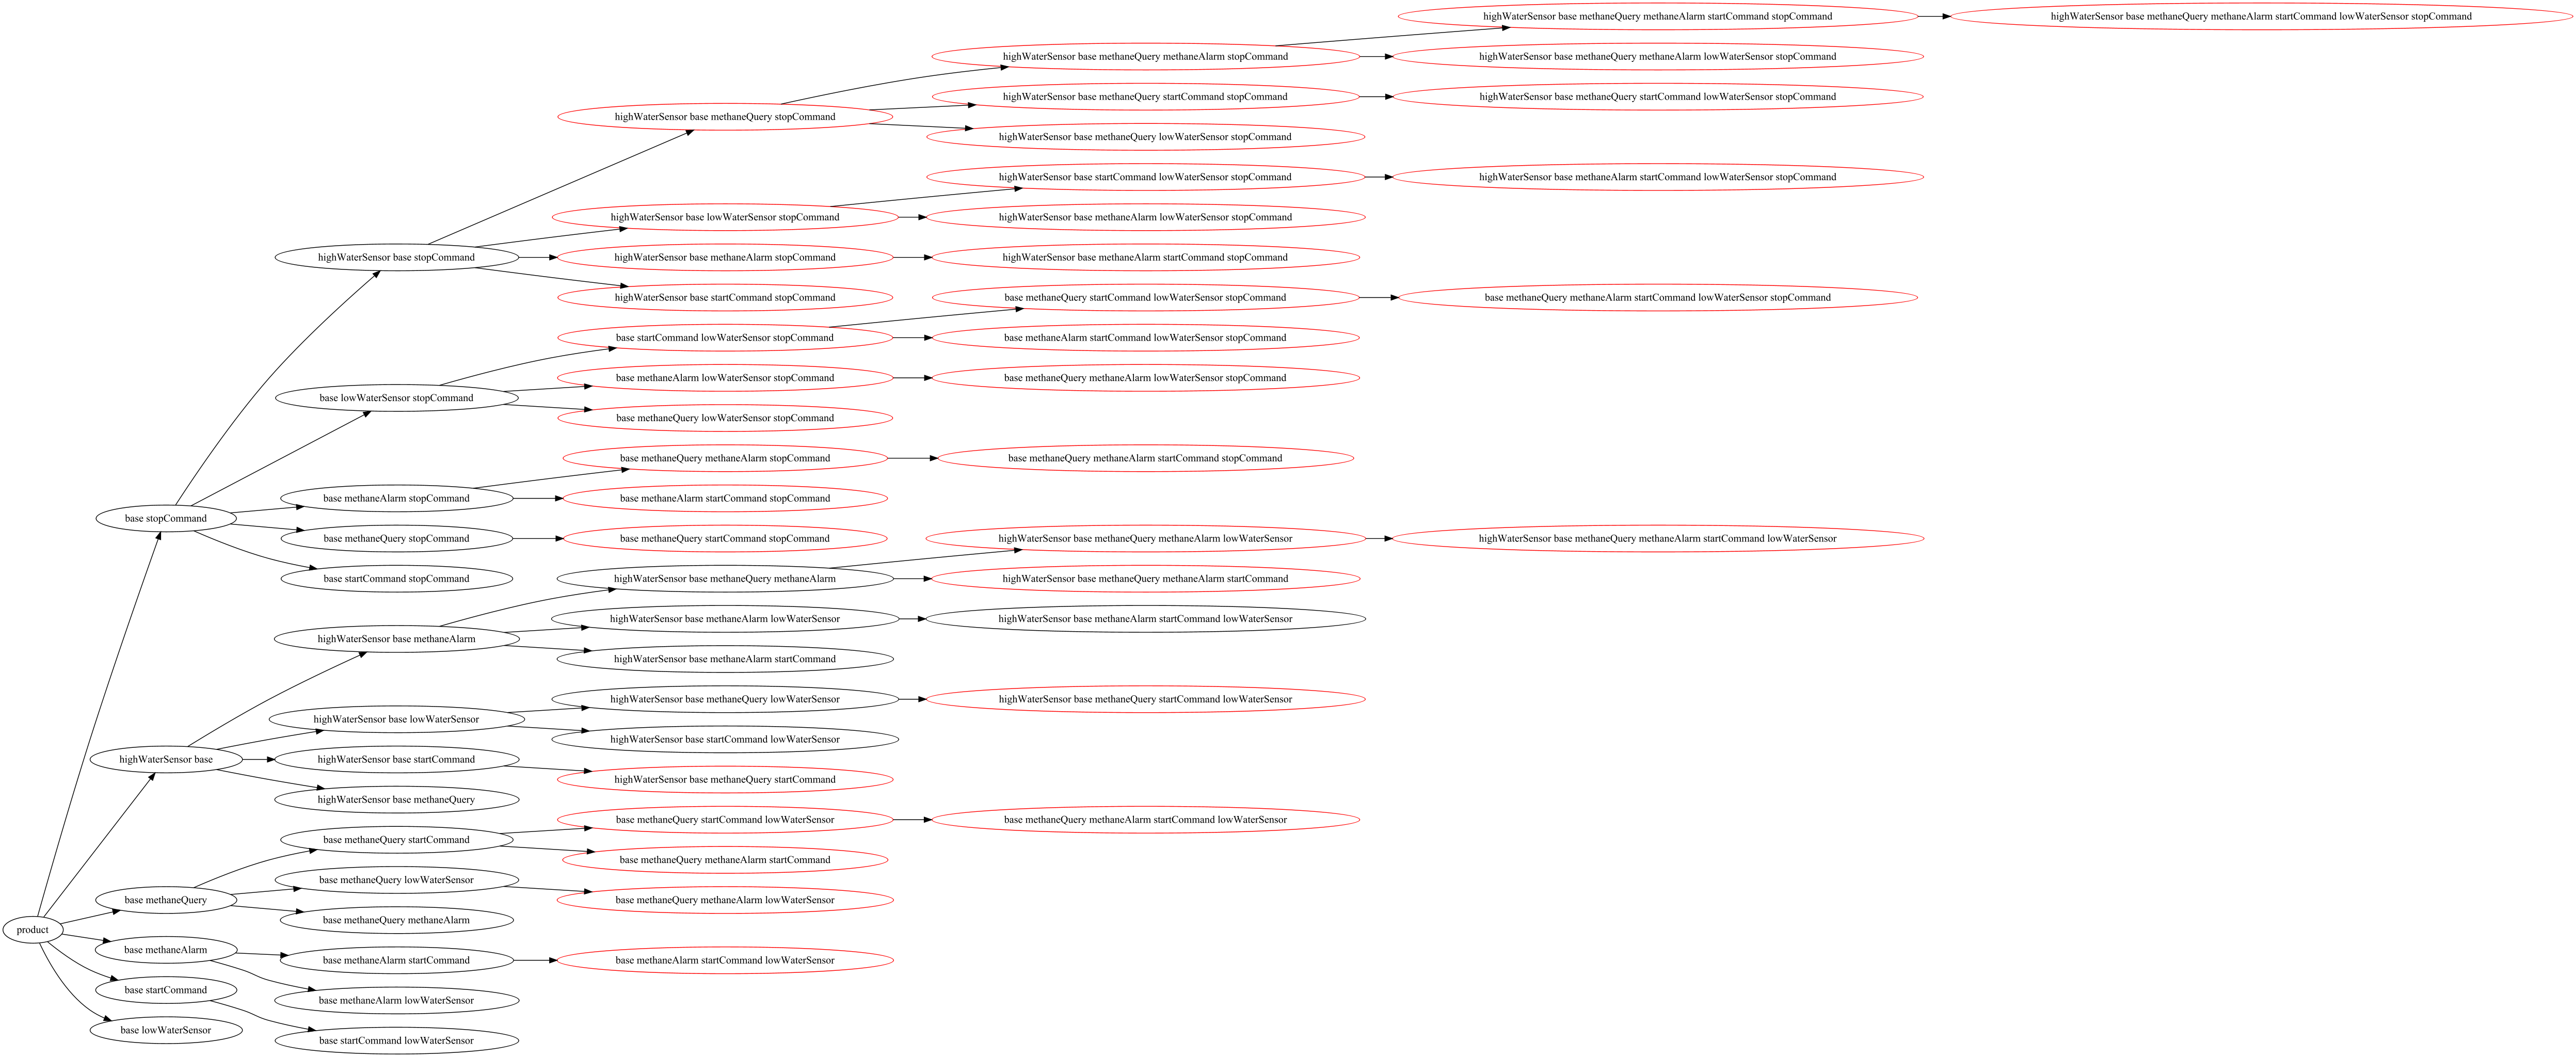 highWaterSensor base methaneQuery methaneAlarm startCommand stopCommand
highWaterSensor base methaneQuery methaneAlarm startCommand lowWaterSensor stopCommand
highWaterSensor base methaneQuery methaneAlarm stopCommand
highWaterSensor base methaneQuery methaneAlarm lowWaterSensor stopCommand
highWaterSensor base methaneQuery startCommand stopCommand
highWaterSensor base methaneQuery startCommand lowWaterSensor stopCommand
highWaterSensor base methaneQuery stopCommand
highWaterSensor base methaneQuery lowWaterSensor stopCommand
highWaterSensor base startCommand lowWaterSensor stopCommand
highWaterSensor base methaneAlarm startCommand lowWaterSensor stopCommand
highWaterSensor base lowWaterSensor stopCommand
highWaterSensor base methaneAlarm lowWaterSensor stopCommand
highWaterSensor base stopCommand
highWaterSensor base methaneAlarm stopCommand
highWaterSensor base methaneAlarm startCommand stopCommand
highWaterSensor base startCommand stopCommand
base methaneQuery startCommand lowWaterSensor stopCommand
base methaneQuery methaneAlarm startCommand lowWaterSensor stopCommand
base startCommand lowWaterSensor stopCommand
base methaneAlarm startCommand lowWaterSensor stopCommand
base methaneAlarm lowWaterSensor stopCommand
base methaneQuery methaneAlarm lowWaterSensor stopCommand
base lowWaterSensor stopCommand
base methaneQuery lowWaterSensor stopCommand
base methaneQuery methaneAlarm stopCommand
base methaneQuery methaneAlarm startCommand stopCommand
base methaneAlarm stopCommand
base methaneAlarm startCommand stopCommand
base stopCommand
base methaneQuery stopCommand
base methaneQuery startCommand stopCommand
highWaterSensor base methaneQuery methaneAlarm lowWaterSensor
highWaterSensor base methaneQuery methaneAlarm startCommand lowWaterSensor
base startCommand stopCommand
highWaterSensor base methaneQuery methaneAlarm
highWaterSensor base methaneQuery methaneAlarm startCommand
highWaterSensor base methaneAlarm lowWaterSensor
highWaterSensor base methaneAlarm startCommand lowWaterSensor
highWaterSensor base methaneAlarm
highWaterSensor base methaneAlarm startCommand
highWaterSensor base methaneQuery lowWaterSensor
highWaterSensor base methaneQuery startCommand lowWaterSensor
highWaterSensor base lowWaterSensor
highWaterSensor base startCommand lowWaterSensor
highWaterSensor base
highWaterSensor base startCommand
highWaterSensor base methaneQuery startCommand
highWaterSensor base methaneQuery
base methaneQuery startCommand lowWaterSensor
base methaneQuery methaneAlarm startCommand lowWaterSensor
base methaneQuery startCommand
base methaneQuery methaneAlarm startCommand
base methaneQuery lowWaterSensor
base methaneQuery methaneAlarm lowWaterSensor
base methaneQuery
base methaneQuery methaneAlarm
product
base methaneAlarm
base methaneAlarm startCommand
base methaneAlarm startCommand lowWaterSensor
base startCommand
base methaneAlarm lowWaterSensor
base lowWaterSensor
base startCommand lowWaterSensor